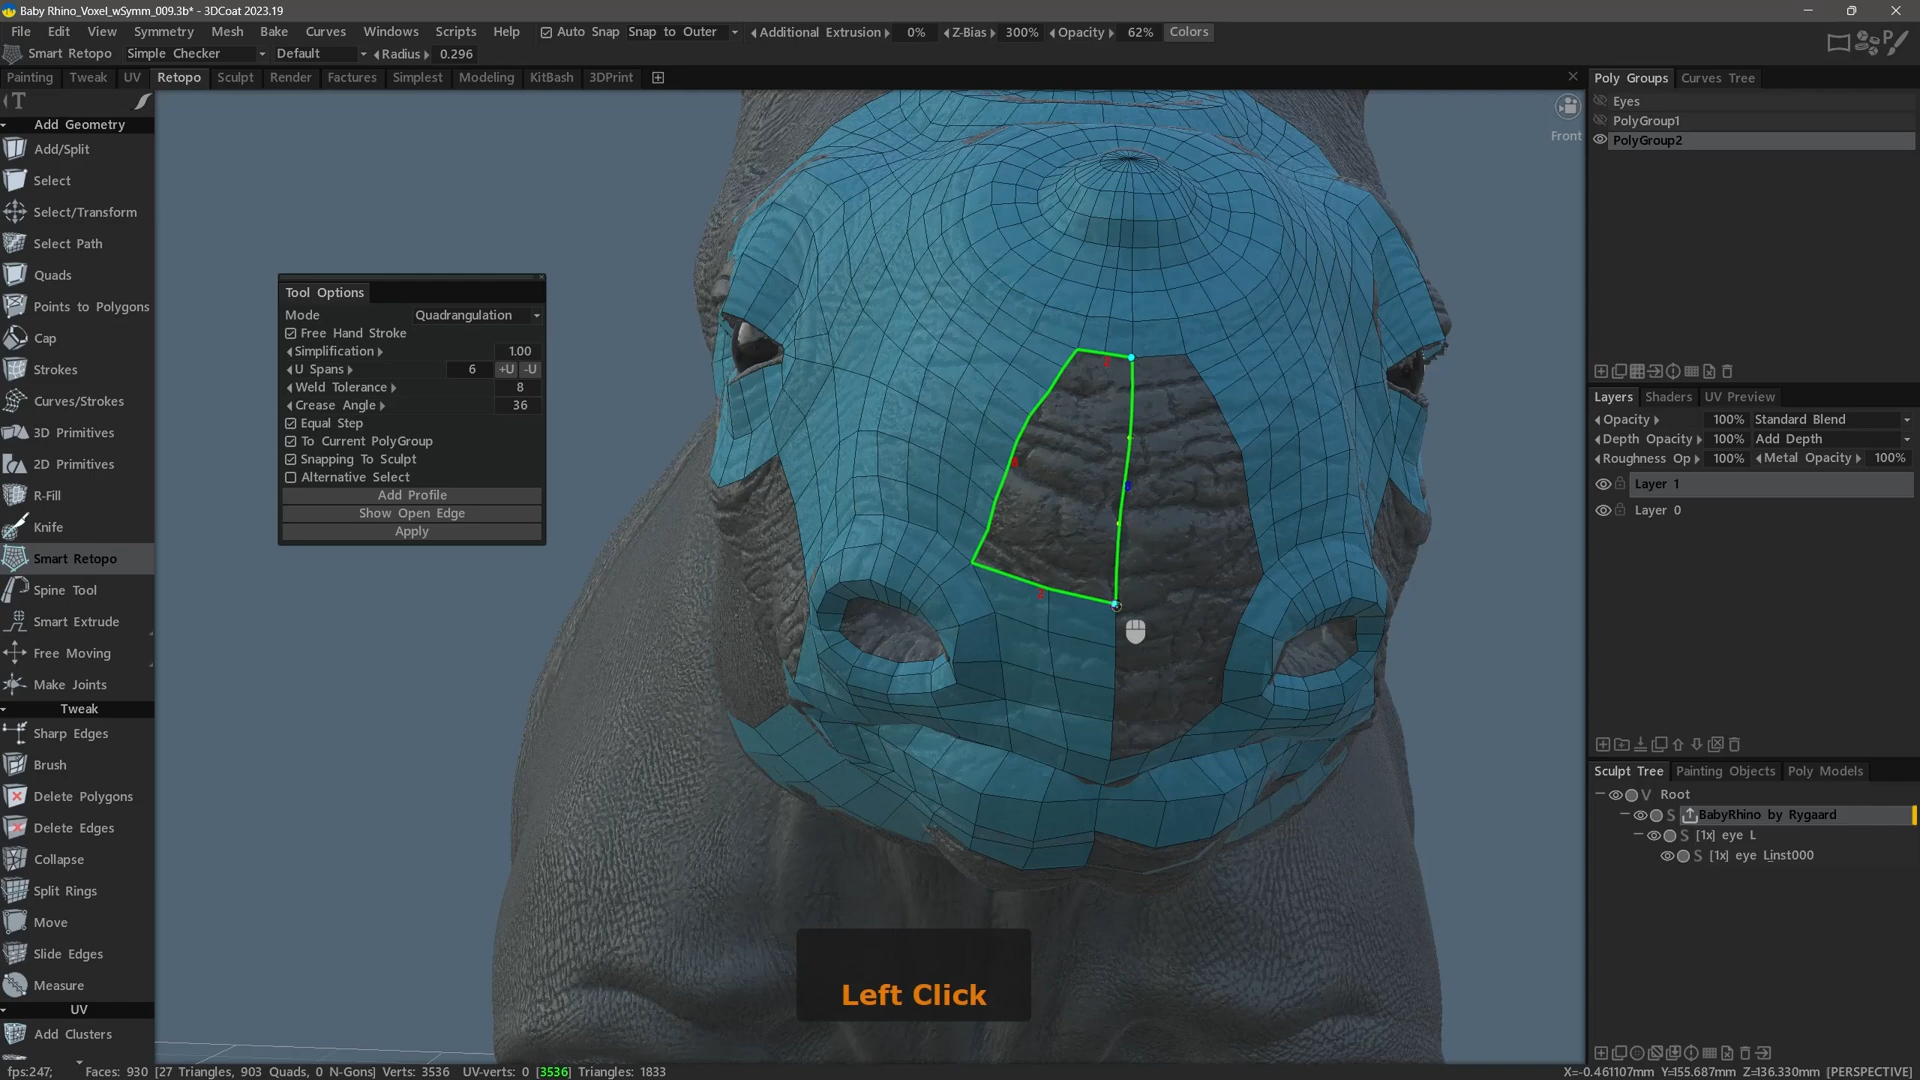 Baby Rhino_Voxel_wSymm_009.3b* - 3DCoat 2023.19
File Edit View Symmetry Mesh Bake Curves Windows Scripts Help Auto Snap Snap to Outer Additional Extrusion 0% Z-Bias 300% Opacity 62% Colors
Smart Retopo Simple Checker Default Radius 0.296
Painting Tweak UV Retopo Sculpt Render Factures Simplest Modeling KitBash 3DPrint
T
Add Geometry
Add/Split
Select
Select/Transform
Select Path
Quads
Points to Polygons
Cap
Strokes
Curves/Strokes
3D Primitives
2D Primitives
R-Fill
Knife
Smart Retopo
Spine Tool
Smart Extrude
Free Moving
Make Joints
Tweak
Sharp Edges
Brush
Delete Polygons
Delete Edges
Collapse
Split Rings
Move
Slide Edges
Measure
UV
Add Clusters
Tool Options
Mode Quadrangulation
Free Hand Stroke
Simplification 1.00
U Spans 6 +U -U
Weld Tolerance 8
Crease Angle 36
Equal Step
To Current PolyGroup
Snapping To Sculpt
Alternative Select
Add Profile
Show Open Edge
Apply
Front
Left Click
Poly Groups Curves Tree
Eyes
PolyGroup1
PolyGroup2
Layers Shaders UV Preview
Opacity 100% Standard Blend
Depth Opacity 100% Add Depth
Roughness Op 100% Metal Opacity 100%
Layer 1
Layer 0
Sculpt Tree Painting Objects Poly Models
V Root
S BabyRhino by Rygaard
S [1x] eye L
S [1x] eye Linst000
fps:247; Faces: 930 [27 Triangles, 903 Quads, 0 N-Gons] Verts: 3536 UV-verts: 0 [3536] Triangles: 1833
X=-0.461107mm Y=155.687mm Z=136.330mm [PERSPECTIVE]